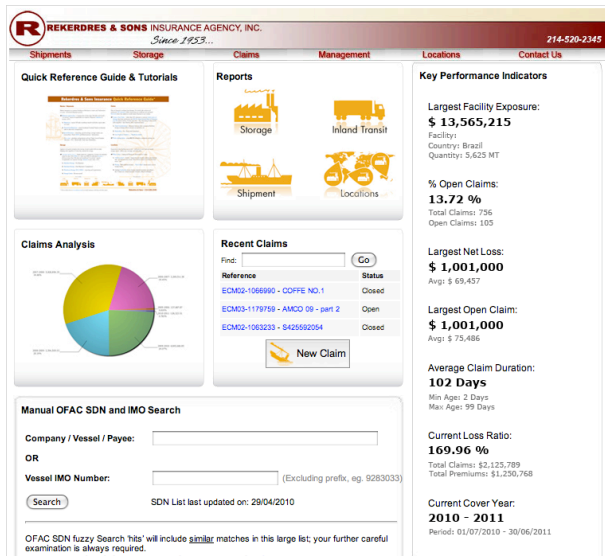 R REKERDRES & SONS INSURANCE AGENCY, INC.
Since 1953...
214-520-2345
Shipments Storage Claims Management Locations Contact Us
Quick Reference Guide & Tutorials
Rekerdres & Sons Insurance Quick Reference Guide
Reports
Storage
Inland Transit
Shipment
Locations
Claims Analysis
Recent Claims
Find: Go
Reference Status
ECM02-1066990 - COFFE NO.1 Closed
ECM03-1179759 - AMCO 09 - part 2 Open
ECM02-1063233 - S425592054 Closed
New Claim
Manual OFAC SDN and IMO Search
Company / Vessel / Payee:
OR
Vessel IMO Number: (Excluding prefix, eg. 9283033)
Search SDN List last updated on: 29/04/2010
OFAC SDN fuzzy Search 'hits' will include similar matches in this large list; your further careful
examination is always required.
Key Performance Indicators
Largest Facility Exposure:
$ 13,565,215
Facility:
Country: Brazil
Quantity: 5,625 MT
% Open Claims:
13.72 %
Total Claims: 756
Open Claims: 105
Largest Net Loss:
$ 1,001,000
Avg: $ 69,457
Largest Open Claim:
$ 1,001,000
Avg: $ 75,486
Average Claim Duration:
102 Days
Min Age: 2 Days
Max Age: 99 Days
Current Loss Ratio:
169.96 %
Total Claims: $2,125,789
Total Premiums: $1,250,768
Current Cover Year:
2010 - 2011
Period: 01/07/2010 - 30/06/2011